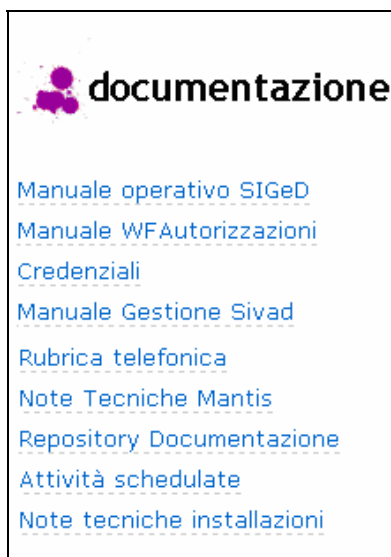 documentazione
Manuale operativo SIGeD
Manuale WFAutorizzazioni
Credenziali
Manuale Gestione Sivad
Rubrica telefonica
Note Tecniche Mantis
Repository Documentazione
Attività schedulate
Note tecniche installazioni